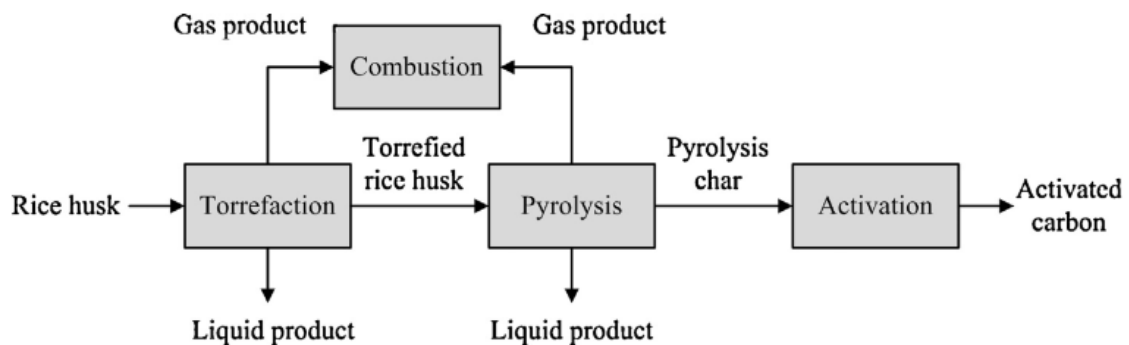 Gas product
Gas product
Combustion
Torrefied
rice husk
Pyrolysis
char
Rice husk
Torrefaction
Pyrolysis
Activation
Activated
carbon
Liquid product
Liquid product